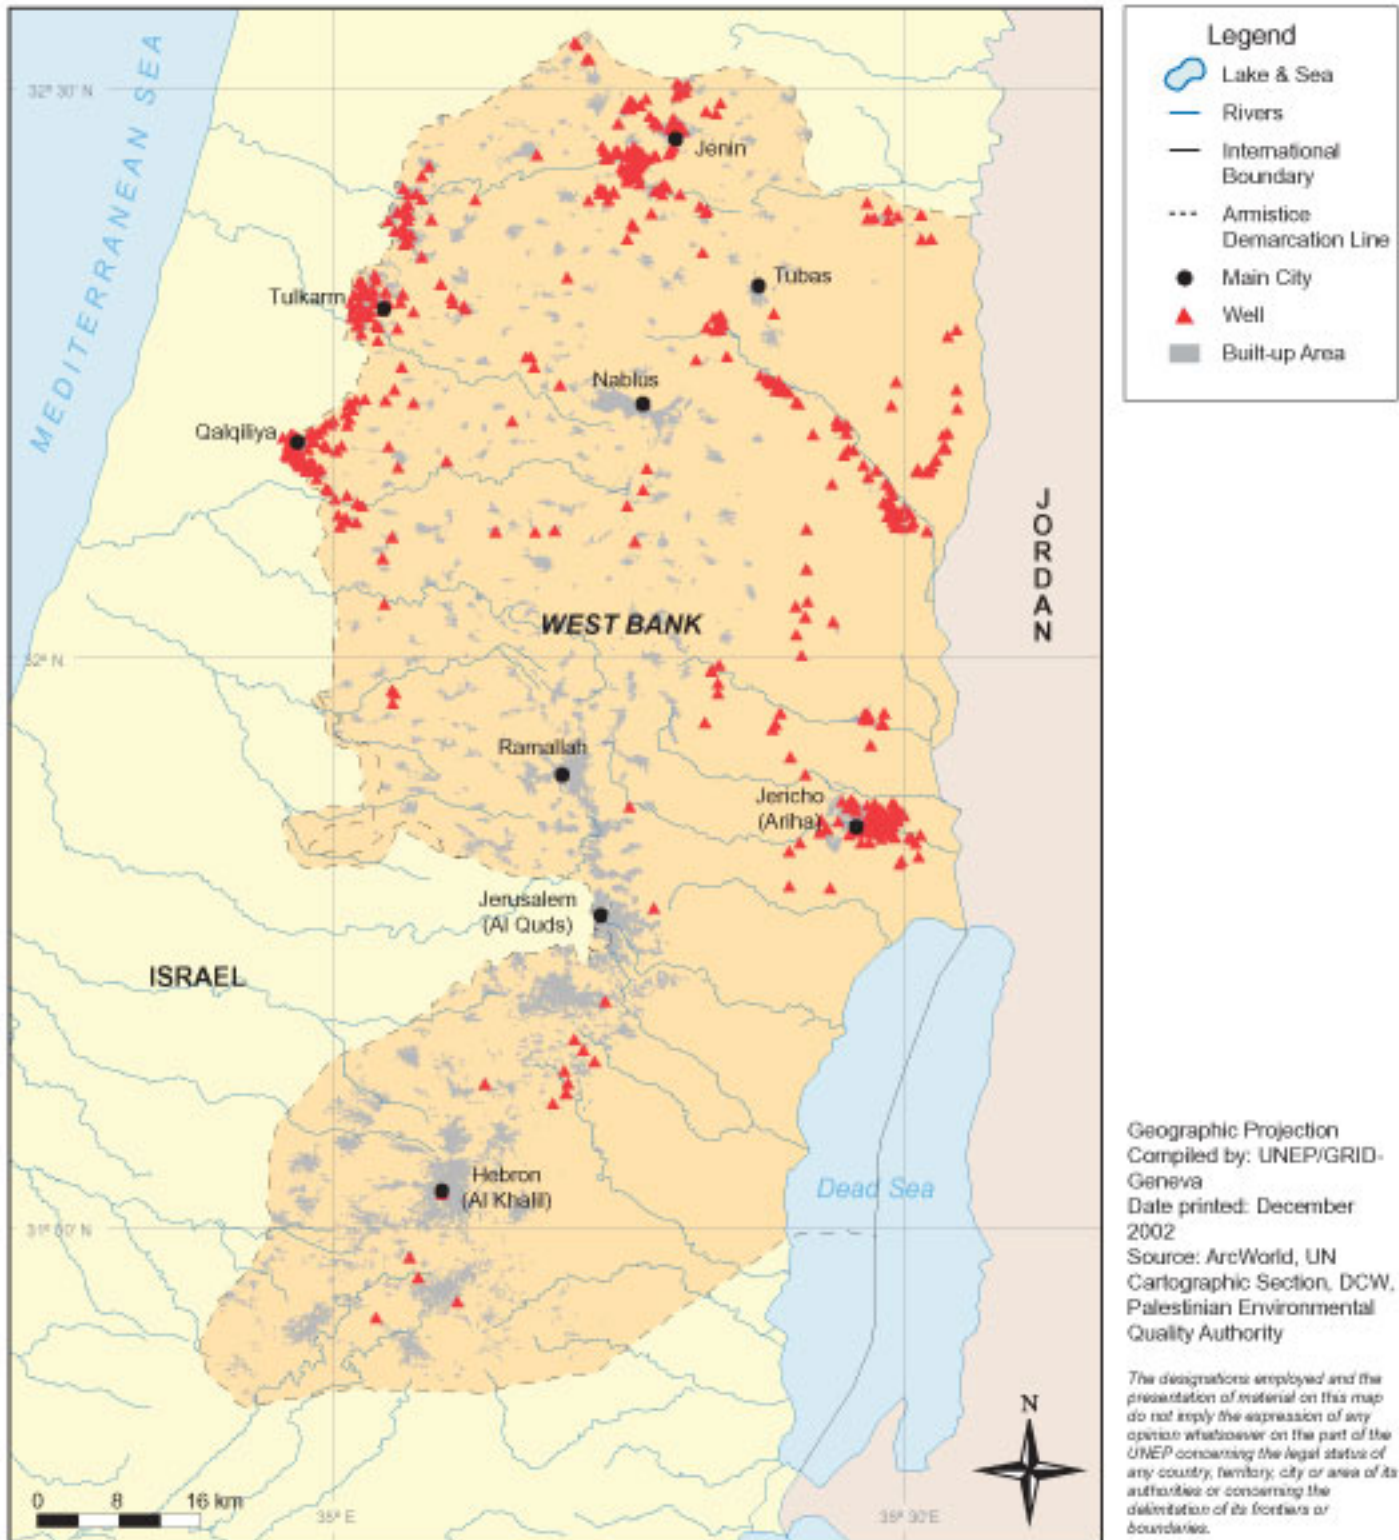 MEDITERRANEAN SEA
32° 30' N
Jenin
Tubas
Tulkarm
Nablus
Qalqiliya
JORDAN
WEST BANK
32° N
Ramallah
Jericho
(Ariha)
Jerusalem
(Al Quds)
ISRAEL
Hebron
(Al Khalil)
Dead Sea
31° 30' N
0 8 16 km
35° E
35° 30'E
N
Legend
Lake & Sea
Rivers
International
Boundary
Armistice
Demarcation Line
Main City
Well
Built-up Area
Geographic Projection
Compiled by: UNEP/GRID-
Geneva
Date printed: December
2002
Source: ArcWorld, UN
Cartographic Section, DCW,
Palestinian Environmental
Quality Authority
The designations employed and the
presentation of material on this map
do not imply the expression of any
opinion whatsoever on the part of the
UNEP concerning the legal status of
any country, territory, city or area of its
authorities or concerning the
delimitation of its frontiers or
boundaries.